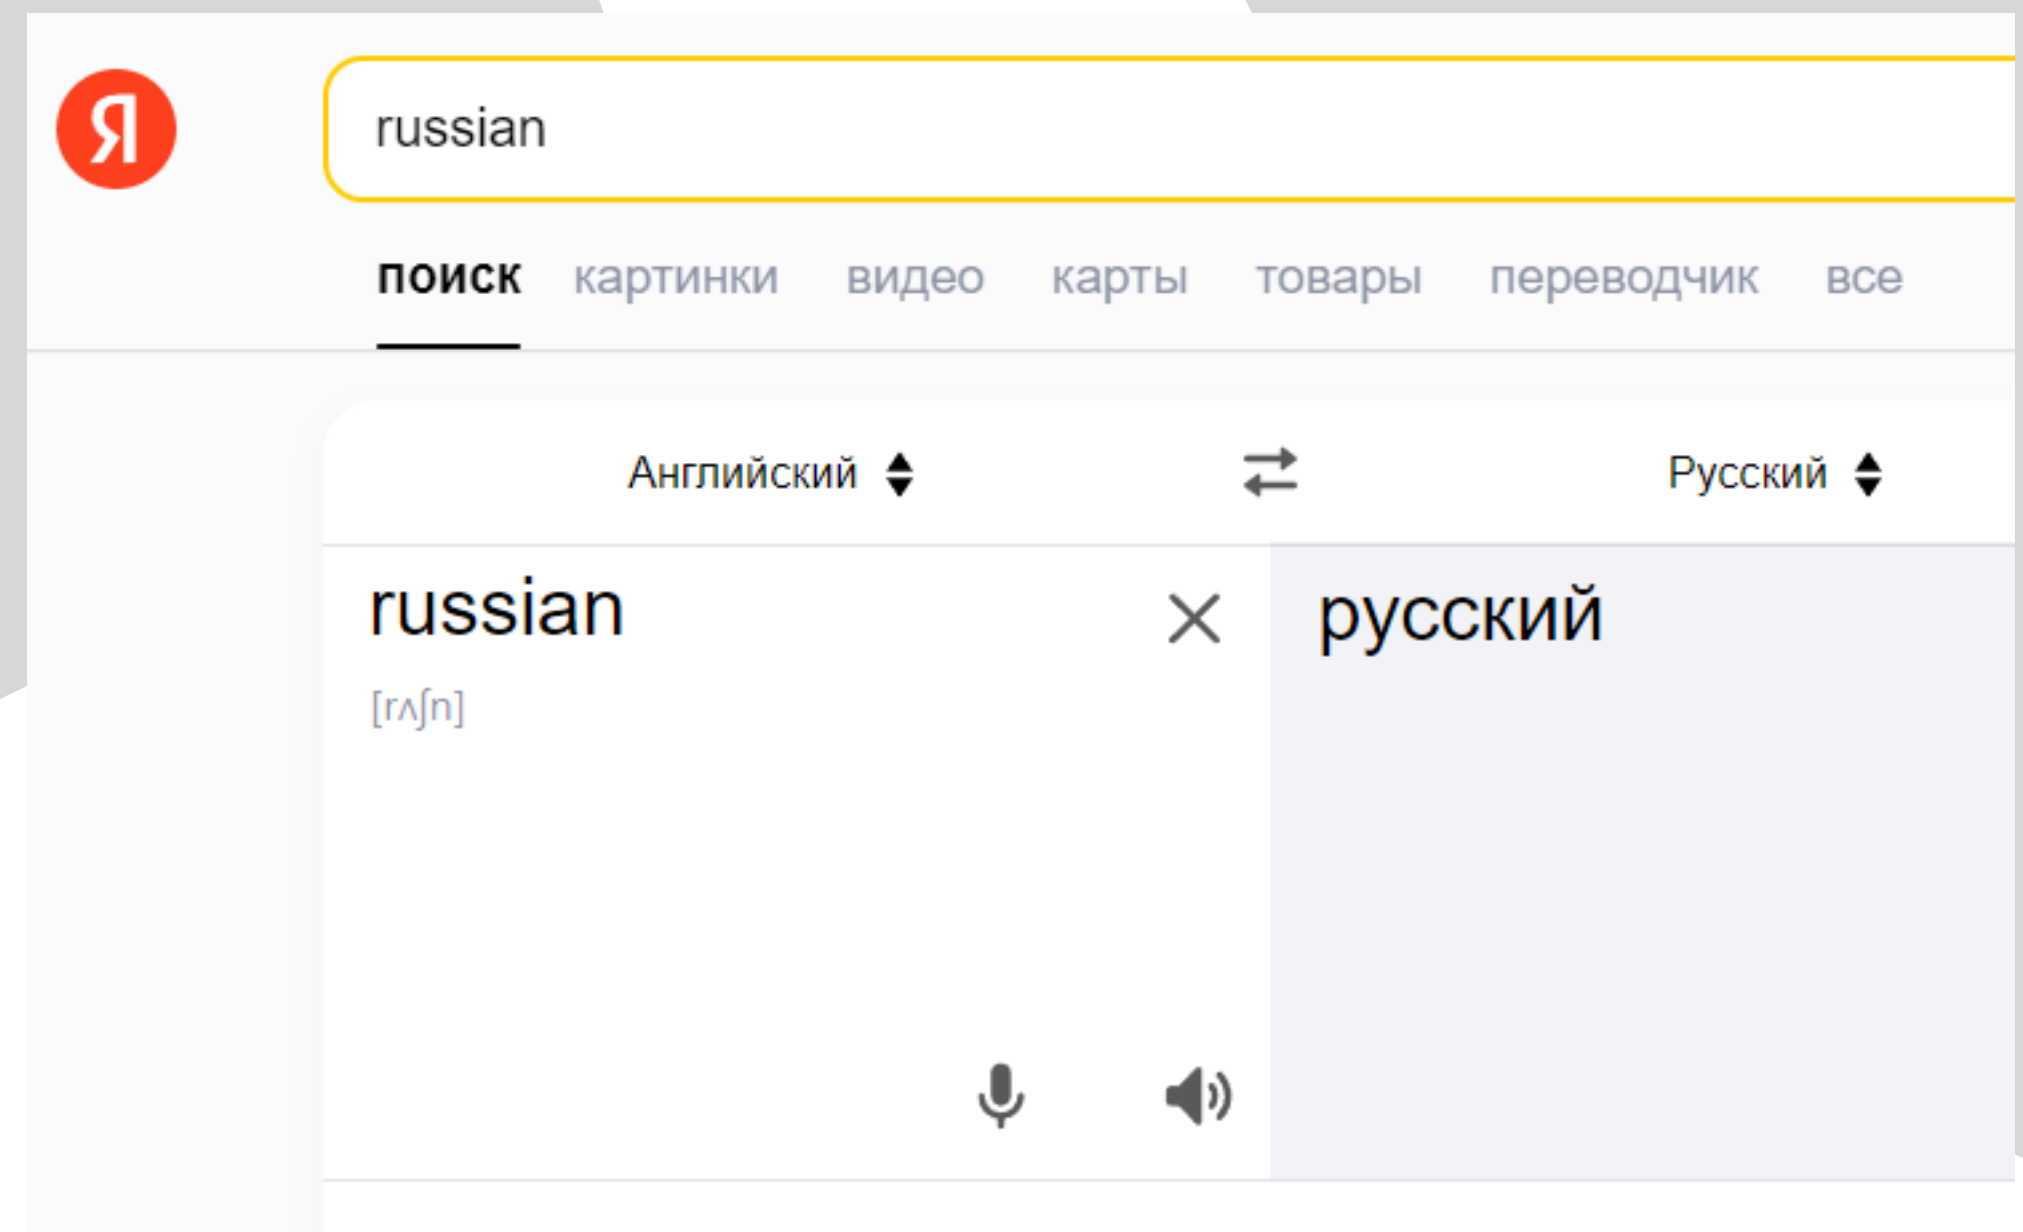 Я
russian
поиск картинки видео карты товары переводчик все
Английский Русский
russian русский
[rʌʃn]